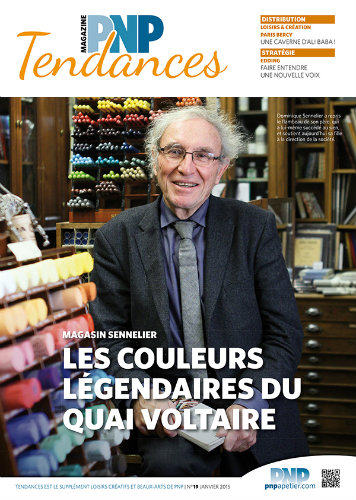 MAGAZINE
PNP
Tendances
DISTRIBUTION
LOISIRS & CRÉATION
PARIS BERCY
UNE CAVERNE D'ALI BABA !
STRATÉGIE
EDDING
FAIRE ENTENDRE
UNE NOUVELLE VOIX
Dominique Sennelier a repris
le flambeau de son père, qui
a lui-même succédé au sien,
et soutient aujourd'hui sa fille
à la direction de la société.
MAGASIN SENNELIER
LES COULEURS
LÉGENDAIRES DU
QUAI VOLTAIRE
TENDANCES EST LE SUPPLÉMENT LOISIRS CRÉATIFS ET BEAUX-ARTS DE PNP | N°19 JANVIER 2015
PNP
pnpapetier.com